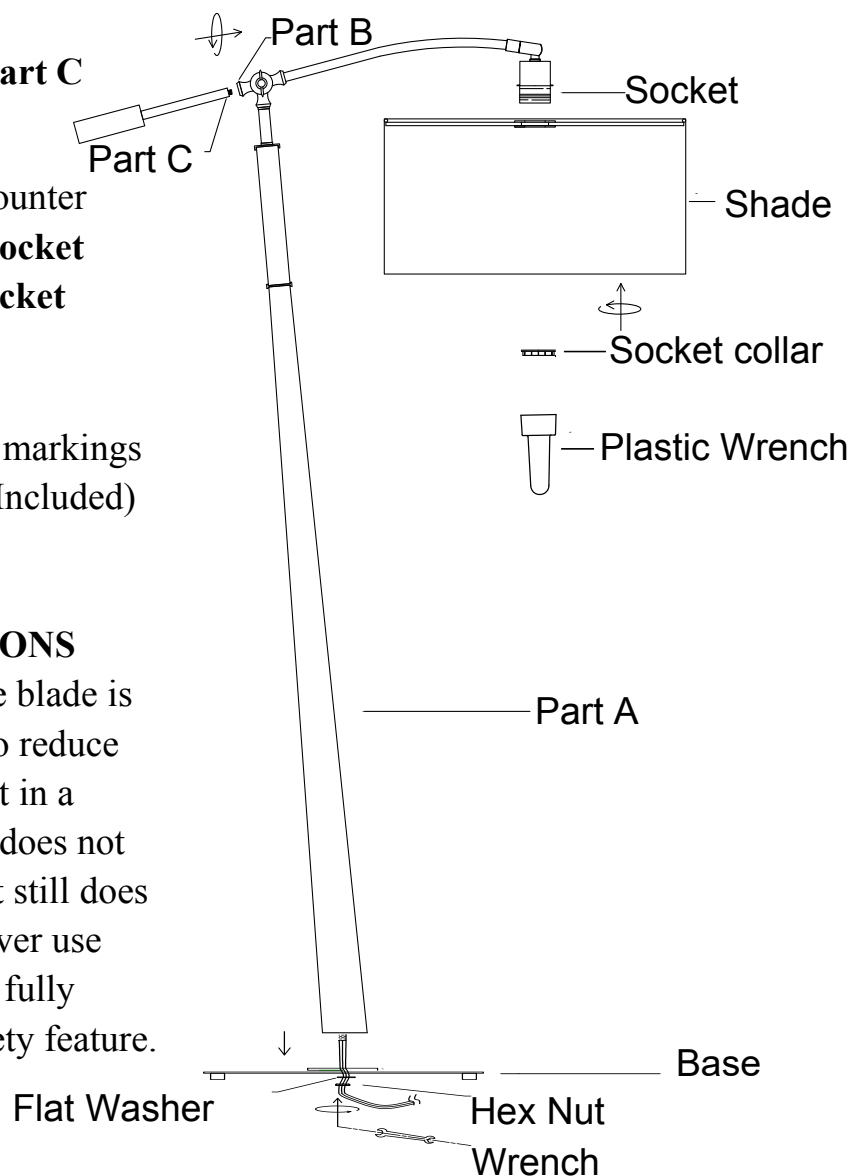 art C
ounter
ocket
cket
markings
Included)
ONS
e blade is
o reduce
t in a
does not
t still does
ver use
fully
ety feature.
Part B
Socket
Part C
Shade
Socket collar
Plastic Wrench
Part A
Base
Flat Washer
Hex Nut
Wrench